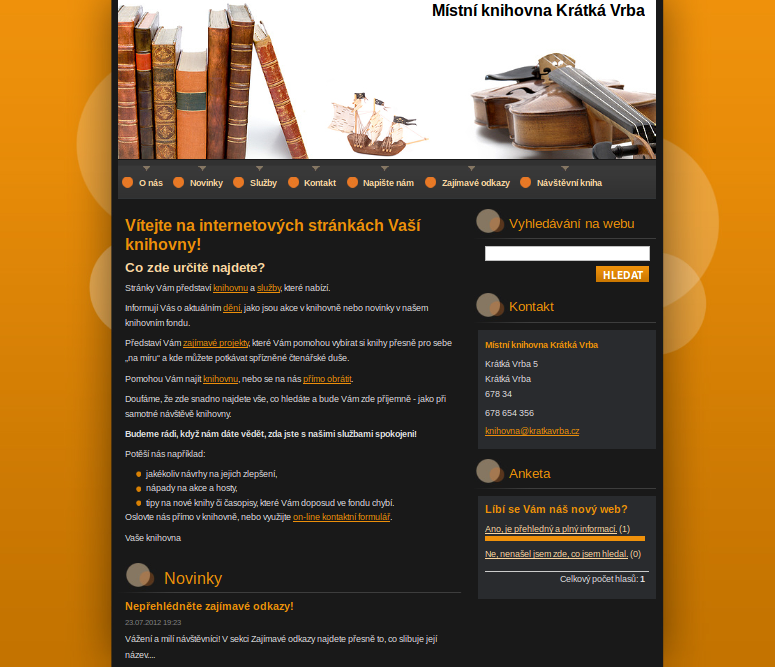 Místní knihovna Krátká Vrba
O nás Novinky Služby Kontakt Napište nám Zajímavé odkazy Návštěvní kniha
Vítejte na internetových stránkách Vaší
knihovny!
Co zde určitě najdete?
Stránky Vám představí knihovnu a služby, které nabízí.
Informují Vás o aktuálním dění, jako jsou akce v knihovně nebo novinky v našem
knihovním fondu.
Představí Vám zajímavé projekty, které Vám pomohou vybírat si knihy přesně pro sebe
„na míru" a kde můžete potkávat spřízněné čtenářské duše.
Pomohou Vám najít knihovnu, nebo se na nás přímo obrátit.
Doufáme, že zde snadno najdete vše, co hledáte a bude Vám zde příjemně - jako při
samotné návštěvě knihovny.
Budeme rádi, když nám dáte vědět, zda jste s našimi službami spokojeni!
Potěší nás například:
jakékoliv návrhy na jejich zlepšení,
nápady na akce a hosty,
tipy na nové knihy či časopisy, které Vám doposud ve fondu chybí.
Oslovte nás přímo v knihovně, nebo využijte on-line kontaktní formulář.
Vaše knihovna
Novinky
Nepřehlédněte zajímavé odkazy!
23.07.2012 19:23
Vážení a milí návštěvníci! V sekci Zajímavé odkazy najdete přesně to, co slibuje její
název....
Vyhledávání na webu
HLEDAT
Kontakt
Místní knihovna Krátká Vrba
Krátká Vrba 5
Krátká Vrba
678 34
678 654 356
knihovna@kratkavrba.cz
Anketa
Líbí se Vám náš nový web?
Ano, je přehledný a plný informací. (1)
Ne, nenašel jsem zde, co jsem hledal. (0)
Celkový počet hlasů: 1